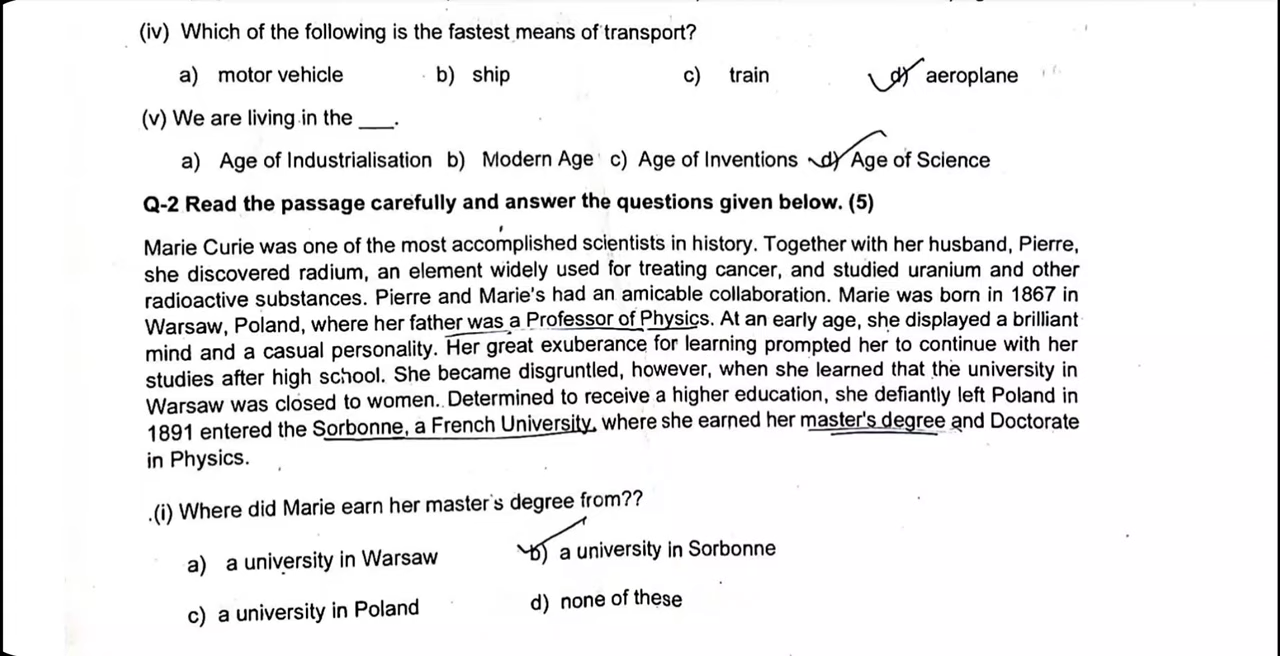 (iv) Which of the following is the fastest means of transport?
a) motor vehicle b) ship c) train d) aeroplane
(v) We are living in the ___.
a) Age of Industrialisation b) Modern Age c) Age of Inventions d) Age of Science
Q-2 Read the passage carefully and answer the questions given below. (5)
Marie Curie was one of the most accomplished scientists in history. Together with her husband, Pierre,
she discovered radium, an element widely used for treating cancer, and studied uranium and other
radioactive substances. Pierre and Marie's had an amicable collaboration. Marie was born in 1867 in
Warsaw, Poland, where her father was a Professor of Physics. At an early age, she displayed a brilliant
mind and a casual personality. Her great exuberance for learning prompted her to continue with her
studies after high school. She became disgruntled, however, when she learned that the university in
Warsaw was closed to women. Determined to receive a higher education, she defiantly left Poland in
1891 entered the Sorbonne, a French University, where she earned her master's degree and Doctorate
in Physics.
(i) Where did Marie earn her master's degree from??
a) a university in Warsaw b) a university in Sorbonne
c) a university in Poland d) none of these